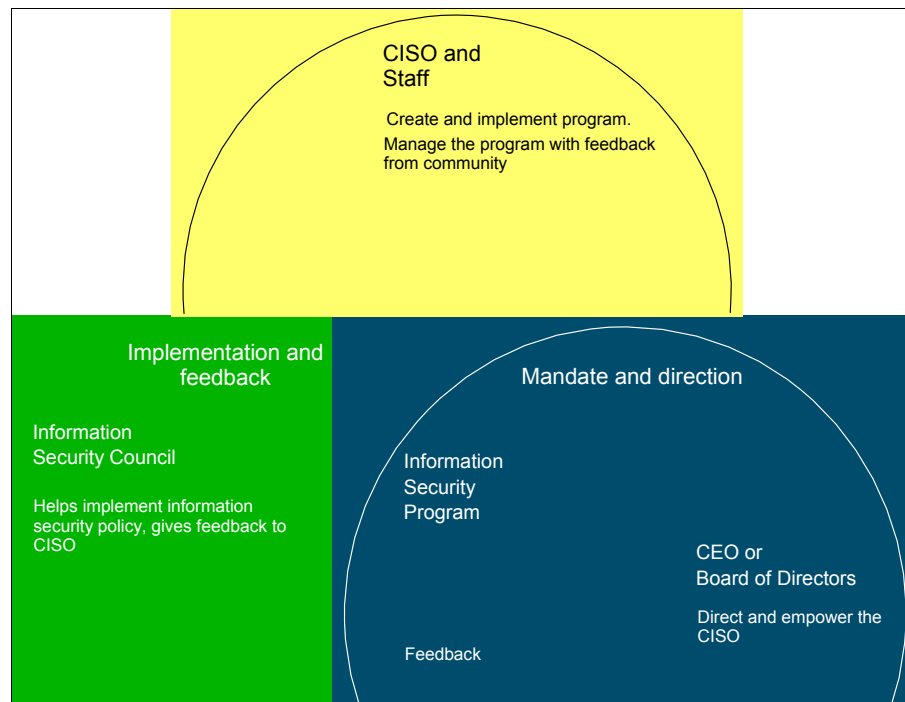 CISO and
Staff
Create and implement program.
Manage the program with feedback
from community
Implementation and
feedback
Information
Security Council
Helps implement information
security policy, gives feedback to
CISO
Mandate and direction
Information
Security
Program
CEO or
Board of Directors
Direct and empower the
CISO
Feedback